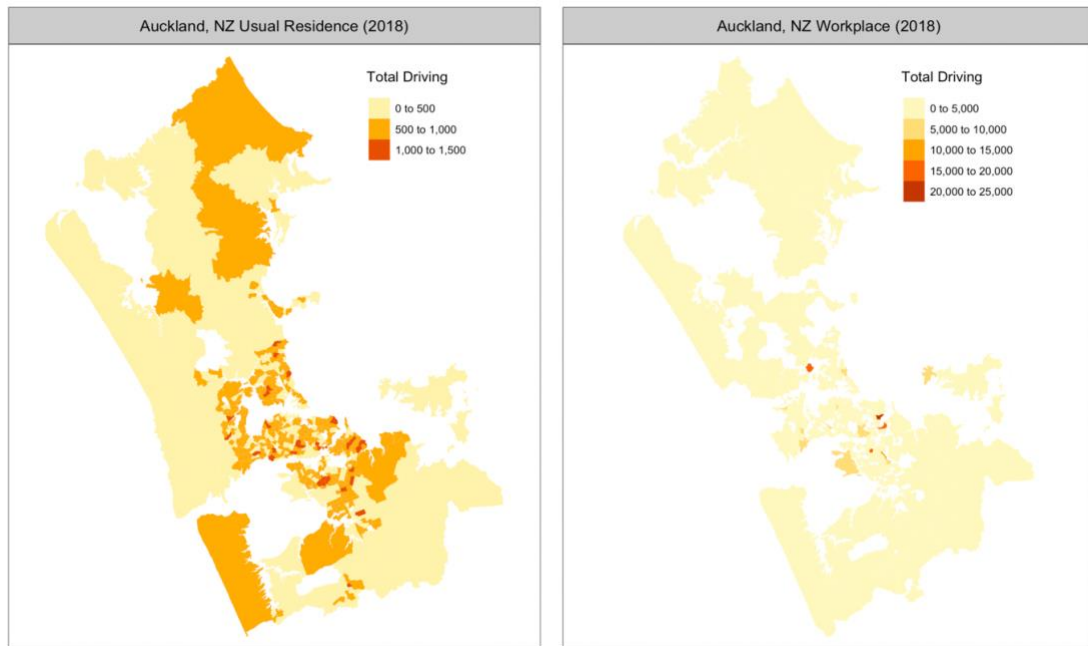 Auckland, NZ Usual Residence (2018)
Total Driving
0 to 500
500 to 1,000
1,000 to 1,500
Auckland, NZ Workplace (2018)
Total Driving
0 to 5,000
5,000 to 10,000
10,000 to 15,000
15,000 to 20,000
20,000 to 25,000